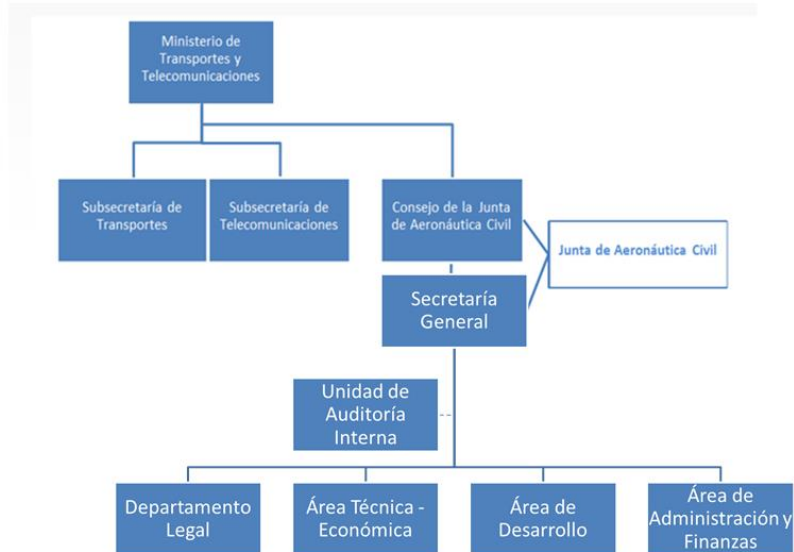 Ministerio de
Transportes y
Telecomunicaciones
Subsecretaría de
Transportes
Subsecretaría de
Telecomunicaciones
Consejo de la Junta
de Aeronáutica Civil
Junta de Aeronáutica Civil
Secretaría
General
Unidad de
Auditoría
Interna
Departamento
Legal
Área Técnica -
Económica
Área de
Desarrollo
Área de
Administración y
Finanzas